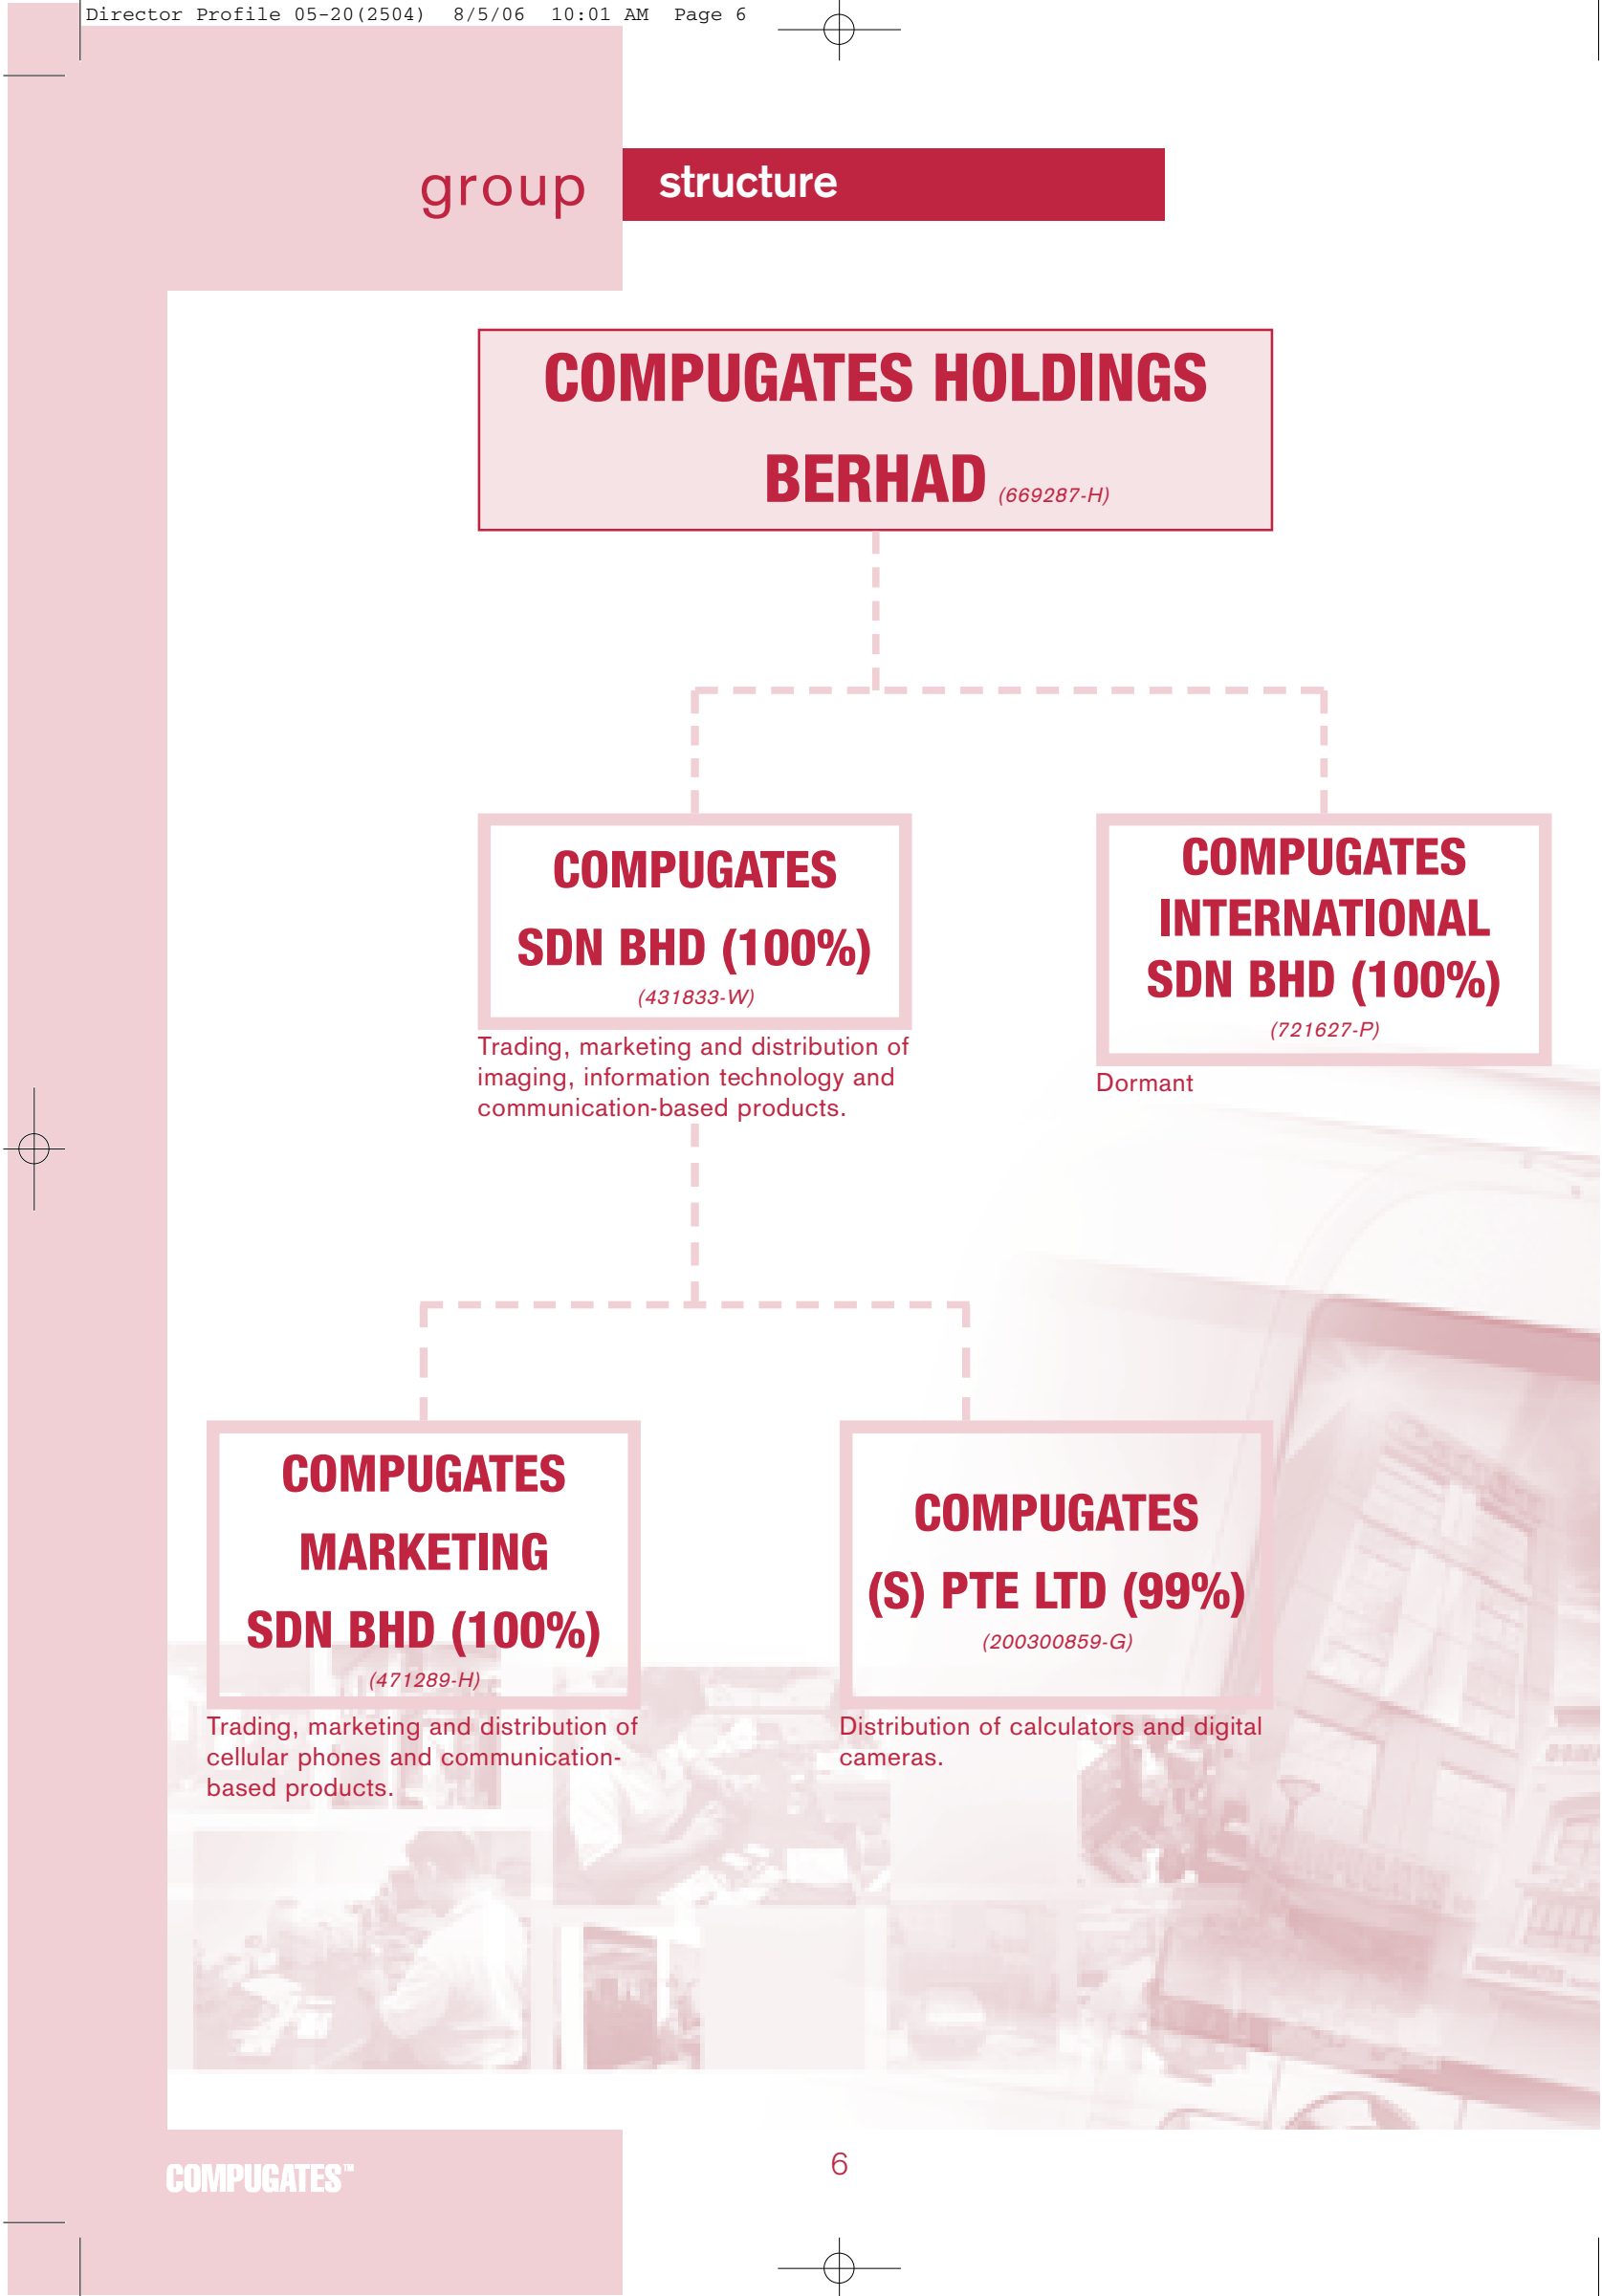 Director Profile 05-20(2504)  8/5/06  10:01 AM  Page 6
group structure
COMPUGATES HOLDINGS
BERHAD (669287-H)
COMPUGATES
SDN BHD (100%)
(431833-W)
Trading, marketing and distribution of
imaging, information technology and
communication-based products.
COMPUGATES
INTERNATIONAL
SDN BHD (100%)
(721627-P)
Dormant
COMPUGATES
MARKETING
SDN BHD (100%)
(471289-H)
Trading, marketing and distribution of
cellular phones and communication-
based products.
COMPUGATES
(S) PTE LTD (99%)
(200300859-G)
Distribution of calculators and digital
cameras.
COMPUGATES™
6